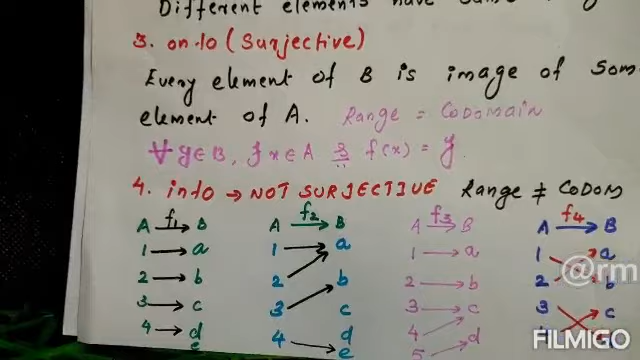 Different elements have same
3. onto (Surjective)
Every element of B is image of Som
element of A. Range = Codomain
∀ y∈B, ∃ x∈A ∋ f(x) = y.
4. into → NOT SURJECTIVE Range ≠ CODOM
A f₁→ B A f₂→ B A f₃→ B A f₄→ B
1 → a 1 → a 1 → a 1 a
2 → b 2 b 2 → b 2 b
3 → c 3 c 3 → c 3 c
4 → d 4 d 4 d
e e 5
@rm
FILMIGO